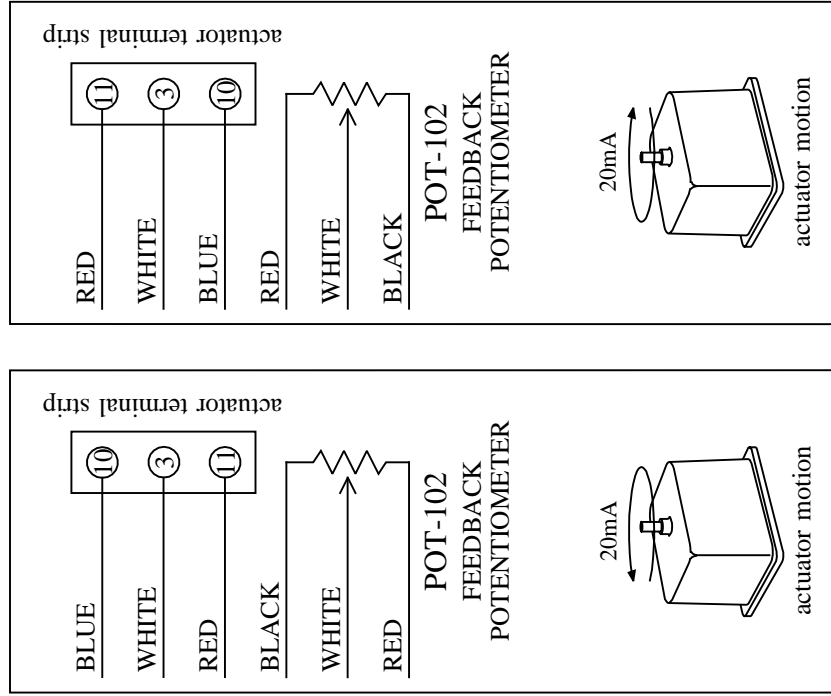 actuator terminal strip
11
3
10
RED
WHITE
BLUE
RED
WHITE
BLACK
POT-102
FEEDBACK
POTENTIOMETER
20mA
actuator motion
actuator terminal strip
10
3
11
BLUE
WHITE
RED
BLACK
WHITE
RED
POT-102
FEEDBACK
POTENTIOMETER
20mA
actuator motion